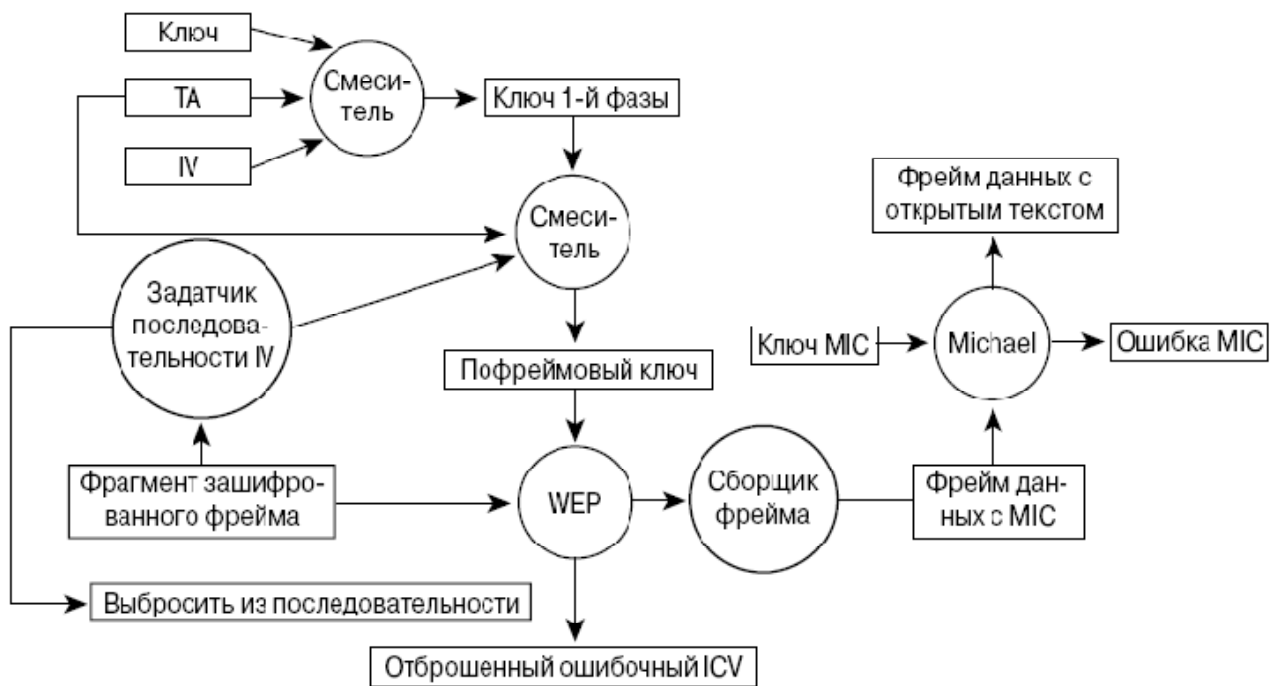 Ключ
TA
IV
Смеси-
тель
Ключ 1-й фазы
Смеси-
тель
Задатчик
последова-
тельности IV
Пофреймовый ключ
Фрагмент зашифро-
ванного фрейма
WEP
Сборщик
фрейма
Фрейм дан-
ных с MIC
Ключ MIC
Michael
Ошибка MIC
Фрейм данных с
открытым текстом
Выбросить из последовательности
Отброшенный ошибочный ICV